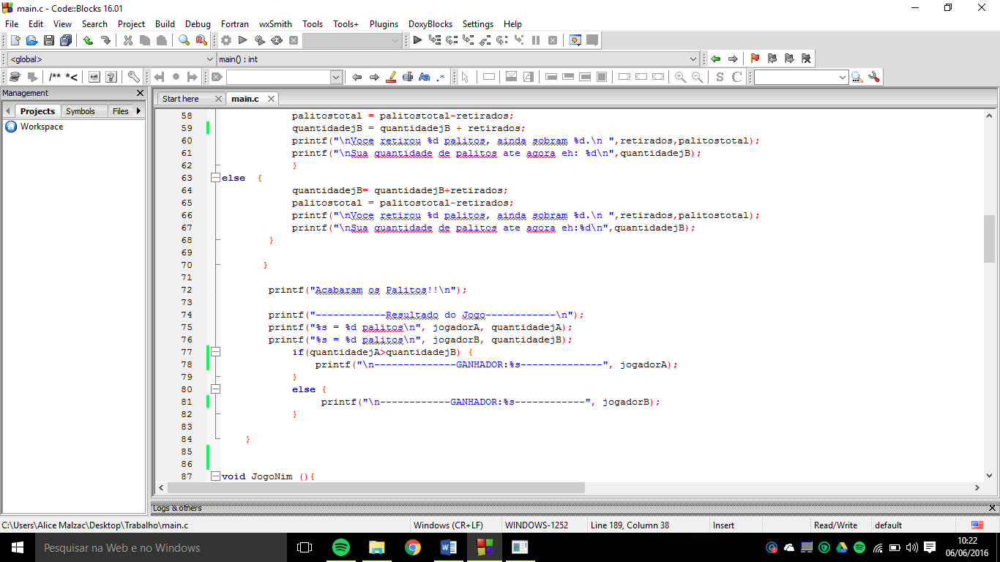 main.c - Code::Blocks 16.01
File Edit View Search Project Build Debug Fortran wxSmith Tools Tools+ Plugins DoxyBlocks Settings Help
<global> main() : int
/** *<
Aa .*
S C
Management
Projects Symbols Files
Workspace
Start here main.c
58 palitostotal = palitostotal-retirados;
59 quantidadejB = quantidadejB + retirados;
60 printf("\nVoce retirou %d palitos, ainda sobram %d.\n ",retirados,palitostotal);
61 printf("\nSua quantidade de palitos ate agora eh: %d\n",quantidadejB);
62 }
63 else {
64 quantidadejB= quantidadejB+retirados;
65 palitostotal = palitostotal-retirados;
66 printf("\nVoce retirou %d palitos, ainda sobram %d.\n ",retirados,palitostotal);
67 printf("\nSua quantidade de palitos ate agora eh:%d\n",quantidadejB);
68 }
69
70 }
71
72 printf("Acabaram os Palitos!!\n");
73
74 printf("------------Resultado do Jogo------------\n");
75 printf("%s = %d palitos\n", jogadorA, quantidadejA);
76 printf("%s = %d palitos\n", jogadorB, quantidadejB);
77 if(quantidadejA>quantidadejB) {
78 printf("\n--------------GANHADOR:%s--------------", jogadorA);
79 }
80 else {
81 printf("\n------------GANHADOR:%s------------", jogadorB);
82 }
83
84 }
85
86
87 void JogoNim (){
Logs & others
C:\Users\Alice Malzac\Desktop\Trabalho\main.c Windows (CR+LF) WINDOWS-1252 Line 189, Column 38 Insert Read/Write default
Pesquisar na Web e no Windows
10:22
06/06/2016